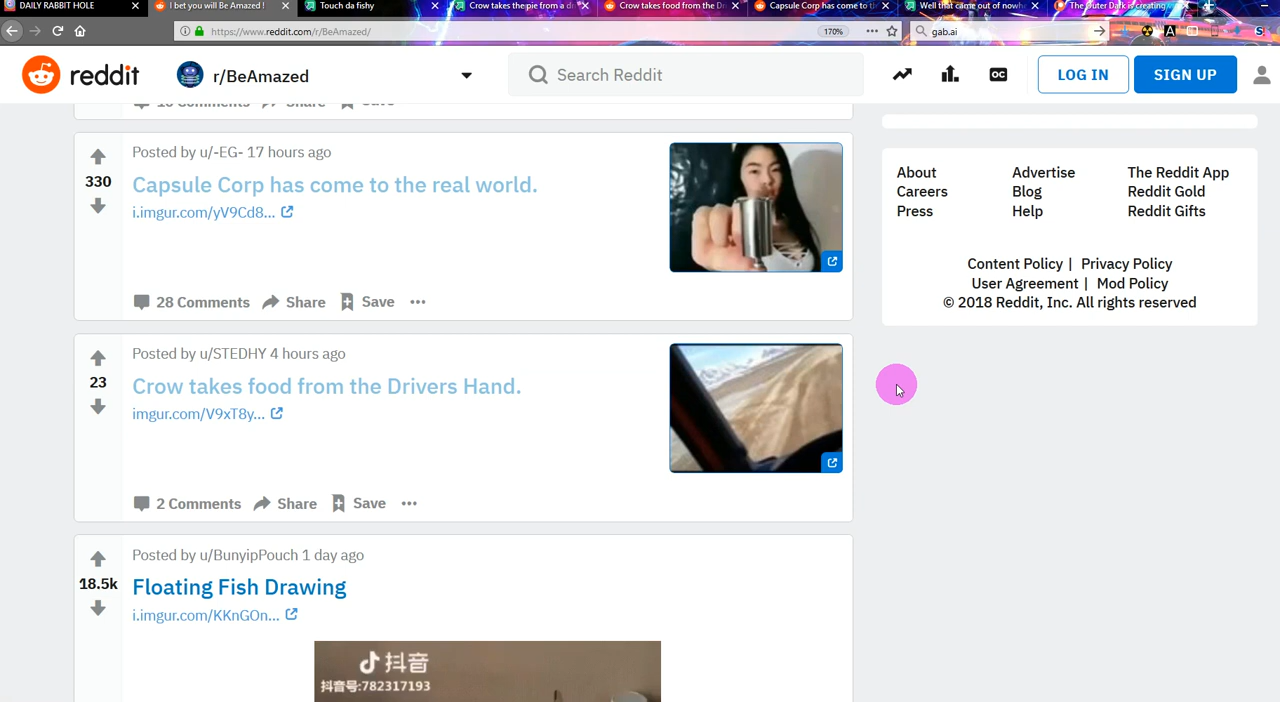 DAILY RABBIT HOLE
I bet you will Be Amazed !
Touch da fishy
Crow takes the pie from a dr
Crow takes food from the Dr
Capsule Corp has come to th
Well that came out of nowh
The Outer Dark is creating
https://www.reddit.com/r/BeAmazed/
170%
gab.ai
reddit
r/BeAmazed
Search Reddit
OC
LOG IN
SIGN UP
Comments Share Save
Posted by u/-EG- 17 hours ago
330
Capsule Corp has come to the real world.
i.imgur.com/yV9Cd8...
28 Comments Share Save
Posted by u/STEDHY 4 hours ago
23
Crow takes food from the Drivers Hand.
imgur.com/V9xT8y...
2 Comments Share Save
Posted by u/BunyipPouch 1 day ago
18.5k
Floating Fish Drawing
i.imgur.com/KKnGOn...
抖音
抖音号:782317193
About Advertise The Reddit App
Careers Blog Reddit Gold
Press Help Reddit Gifts
Content Policy | Privacy Policy
User Agreement | Mod Policy
© 2018 Reddit, Inc. All rights reserved